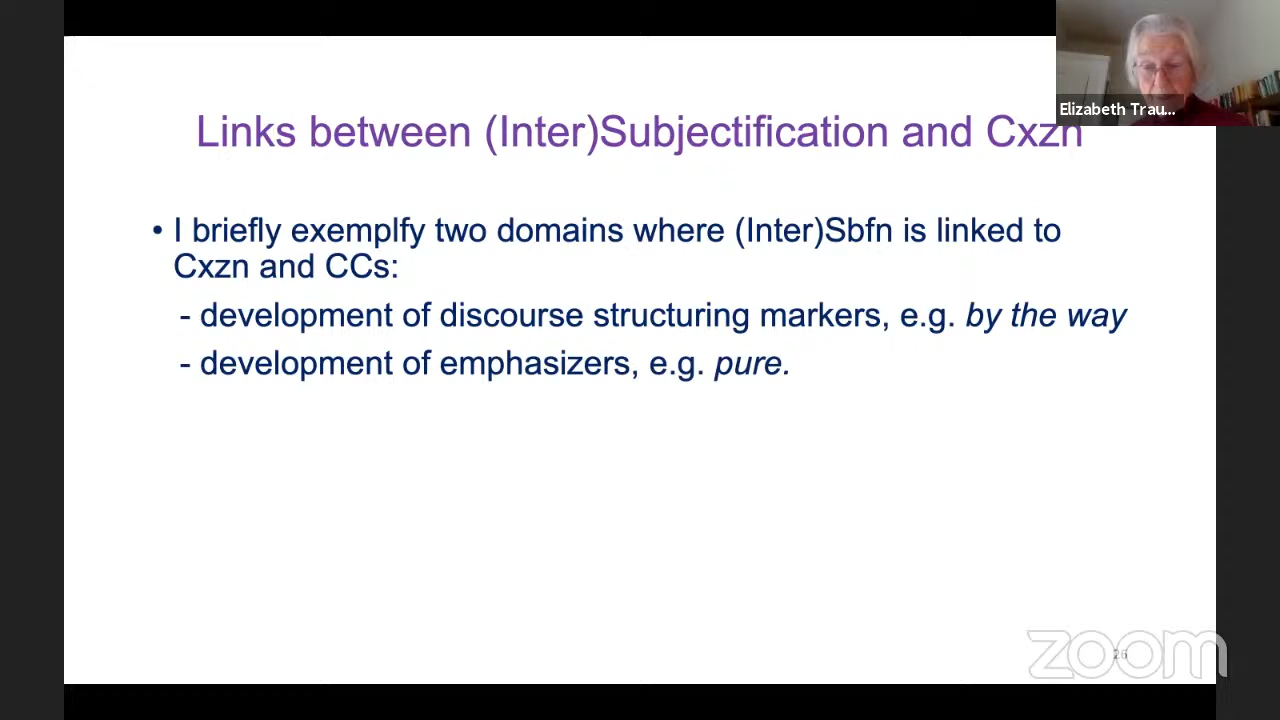 Elizabeth Trau...
Links between (Inter)Subjectification and Cxzn
• I briefly exemplfy two domains where (Inter)Sbfn is linked to
Cxzn and CCs:
- development of discourse structuring markers, e.g. by the way
- development of emphasizers, e.g. pure.
26
zoom